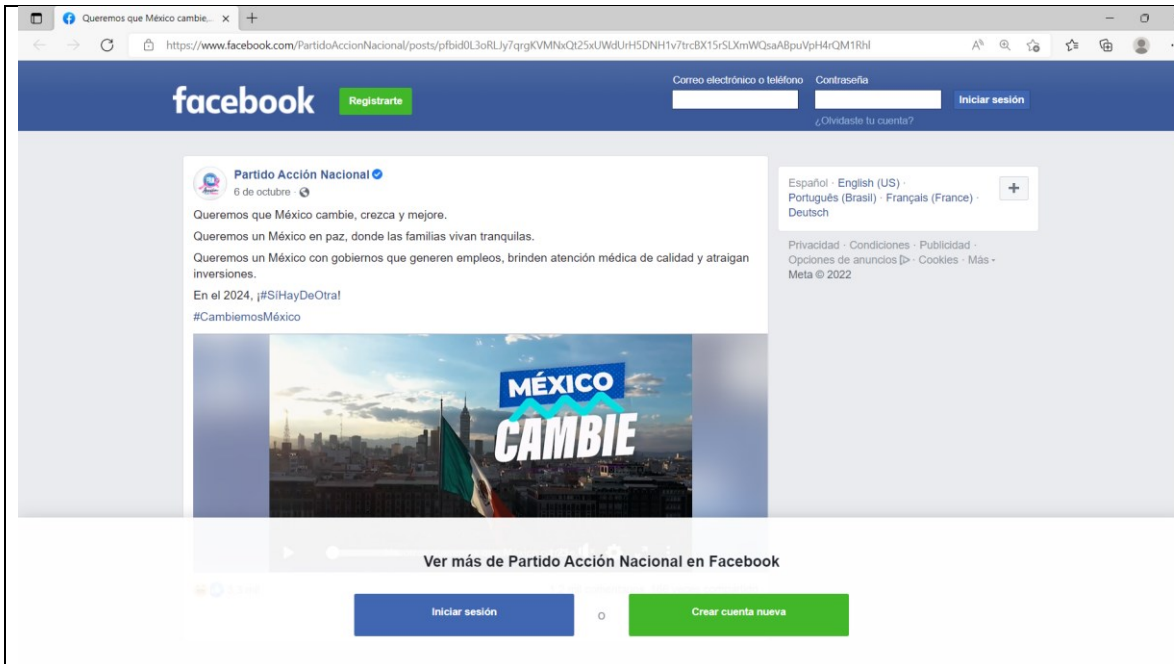 Queremos que México cambie,...
https://www.facebook.com/PartidoAccionNacional/posts/pfbid0L3oRLJy7qrgKVMNxQt25xUWdUrH5DNH1v7trcBX15rSLXmWQsaABpuVpH4rQM1Rhl
facebook
Registrarte
Correo electrónico o teléfono
Contraseña
Iniciar sesión
¿Olvidaste tu cuenta?
Partido Acción Nacional
6 de octubre ·
Queremos que México cambie, crezca y mejore.
Queremos un México en paz, donde las familias vivan tranquilas.
Queremos un México con gobiernos que generen empleos, brinden atención médica de calidad y atraigan
inversiones.
En el 2024, ¡#SíHayDeOtra!
#CambiemosMéxico
MÉXICO
CAMBIE
Español · English (US) ·
Português (Brasil) · Français (France) ·
Deutsch
Privacidad · Condiciones · Publicidad ·
Opciones de anuncios · Cookies · Más
Meta © 2022
Ver más de Partido Acción Nacional en Facebook
Iniciar sesión
o
Crear cuenta nueva